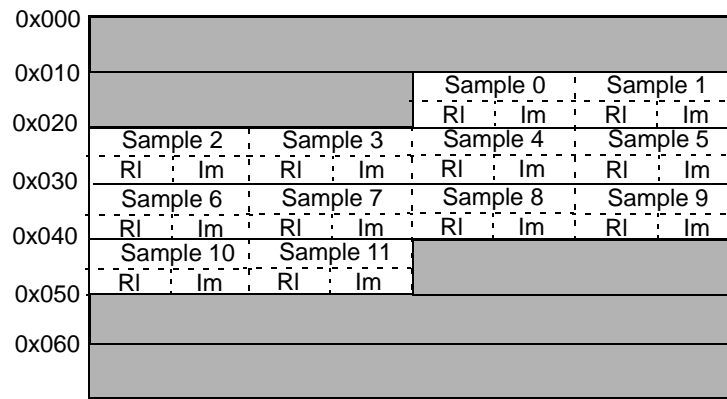 0x000
0x010
Sample 0 Sample 1
Rl Im Rl Im
0x020
Sample 2 Sample 3 Sample 4 Sample 5
Rl Im Rl Im Rl Im Rl Im
0x030
Sample 6 Sample 7 Sample 8 Sample 9
Rl Im Rl Im Rl Im Rl Im
0x040
Sample 10 Sample 11
Rl Im Rl Im
0x050
0x060